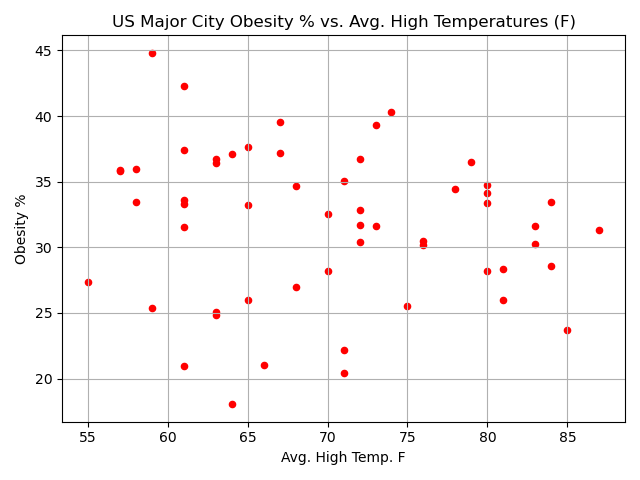 US Major City Obesity % vs. Avg. High Temperatures (F)
45
40
35
30
25
20
Obesity %
55 60 65 70 75 80 85
Avg. High Temp. F